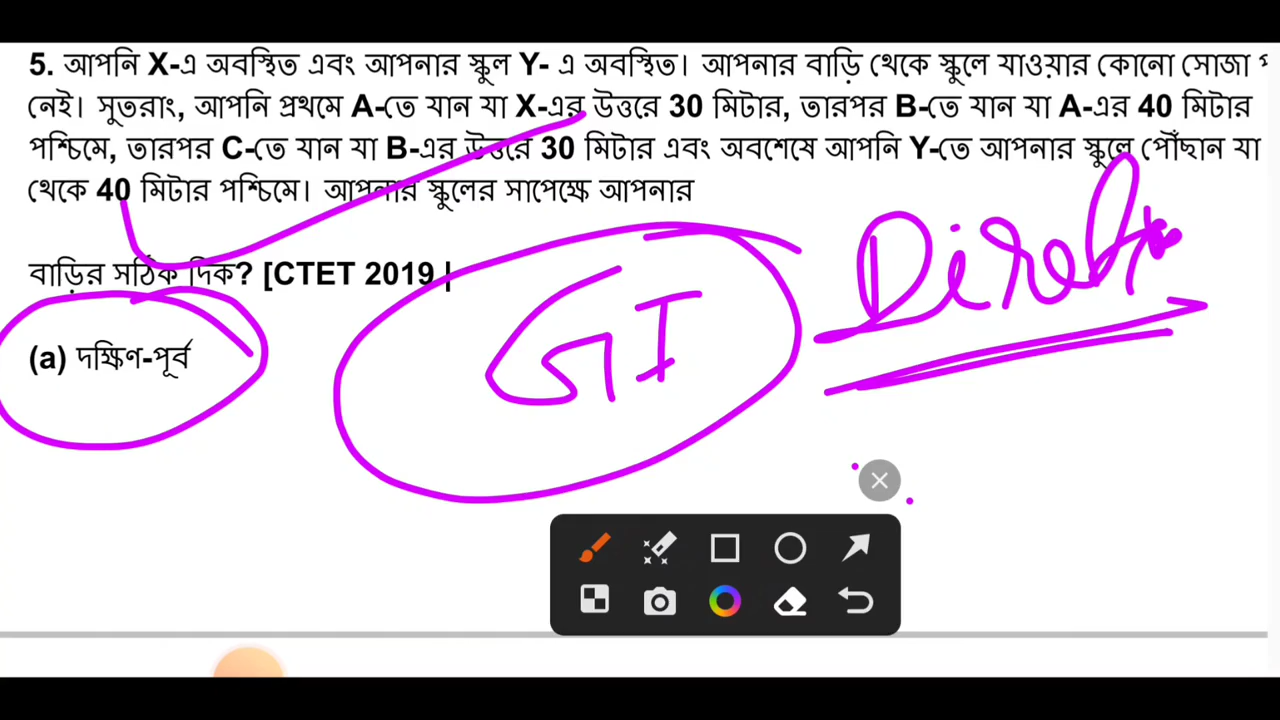 5. আপনি X-এ অবস্থিত এবং আপনার স্কুল Y- এ অবস্থিত। আপনার বাড়ি থেকে স্কুলে যাওয়ার কোনো সোজা
নেই। সুতরাং, আপনি প্রথমে A-তে যান যা X-এর উত্তরে 30 মিটার, তারপর B-তে যান যা A-এর 40 মিটার
পশ্চিমে, তারপর C-তে যান যা B-এর উত্তরে 30 মিটার এবং অবশেষে আপনি Y-তে আপনার স্কুলে পৌঁছান যা
থেকে 40 মিটার পশ্চিমে। আপনার স্কুলের সাপেক্ষে আপনার
বাড়ির সঠিক দিক? [CTET 2019 |
(a) দক্ষিণ-পূর্ব
GI